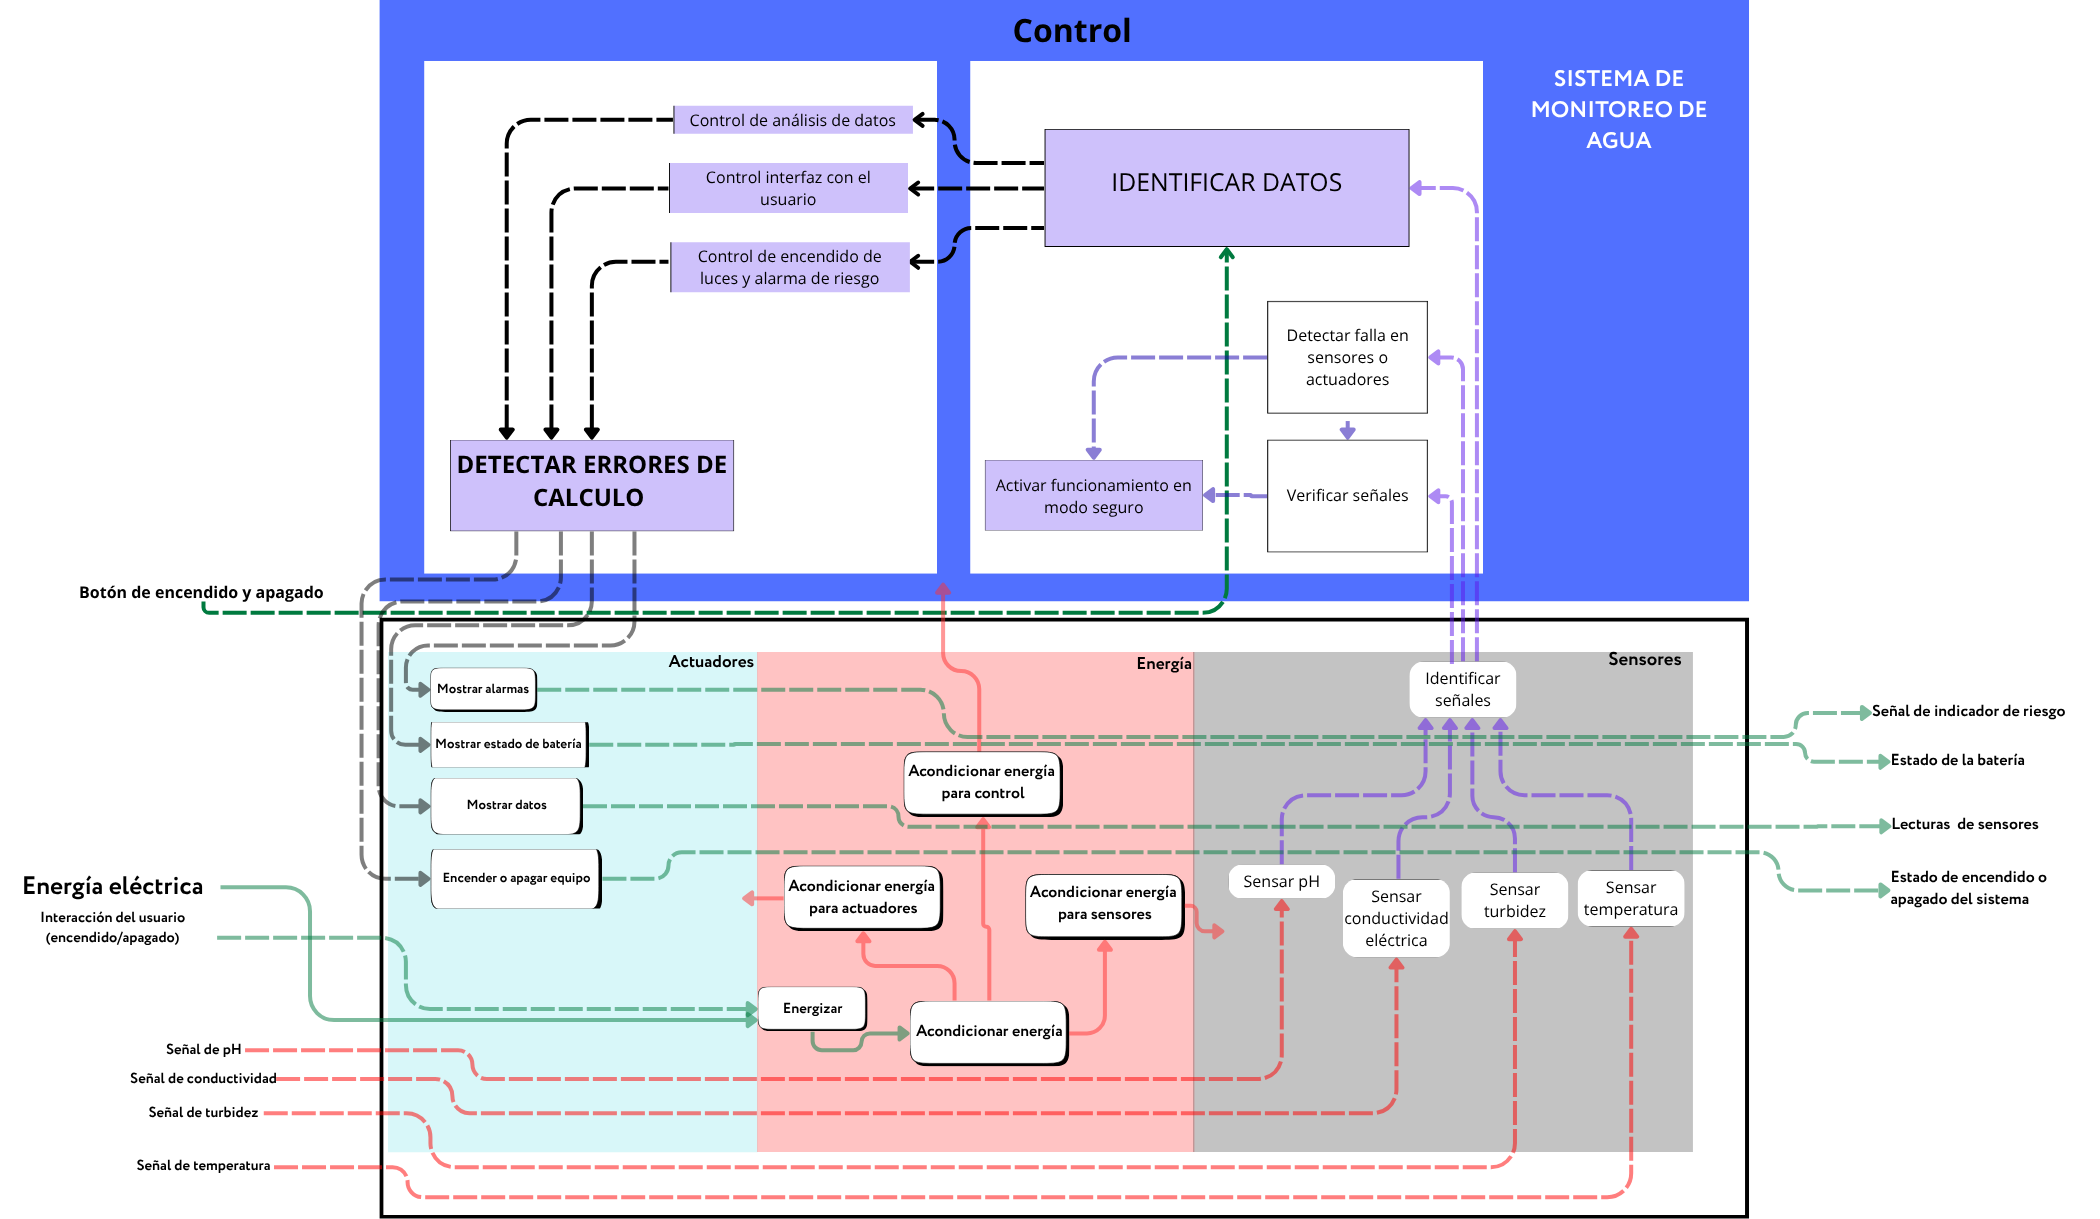 Control
SISTEMA DE
MONITOREO DE
AGUA
Control de análisis de datos
Control interfaz con el
usuario
Control de encendido de
luces y alarma de riesgo
IDENTIFICAR DATOS
Detectar falla en
sensores o
actuadores
DETECTAR ERRORES DE
CALCULO
Activar funcionamiento en
modo seguro
Verificar señales
Botón de encendido y apagado
Actuadores
Energía
Sensores
Mostrar alarmas
Mostrar estado de batería
Mostrar datos
Encender o apagar equipo
Acondicionar energía
para control
Acondicionar energía
para actuadores
Acondicionar energía
para sensores
Energizar
Acondicionar energía
Identificar
señales
Sensar pH
Sensar
conductividad
eléctrica
Sensar
turbidez
Sensar
temperatura
Señal de indicador de riesgo
Estado de la batería
Lecturas de sensores
Estado de encendido o
apagado del sistema
Energía eléctrica
Interacción del usuario
(encendido/apagado)
Señal de pH
Señal de conductividad
Señal de turbidez
Señal de temperatura